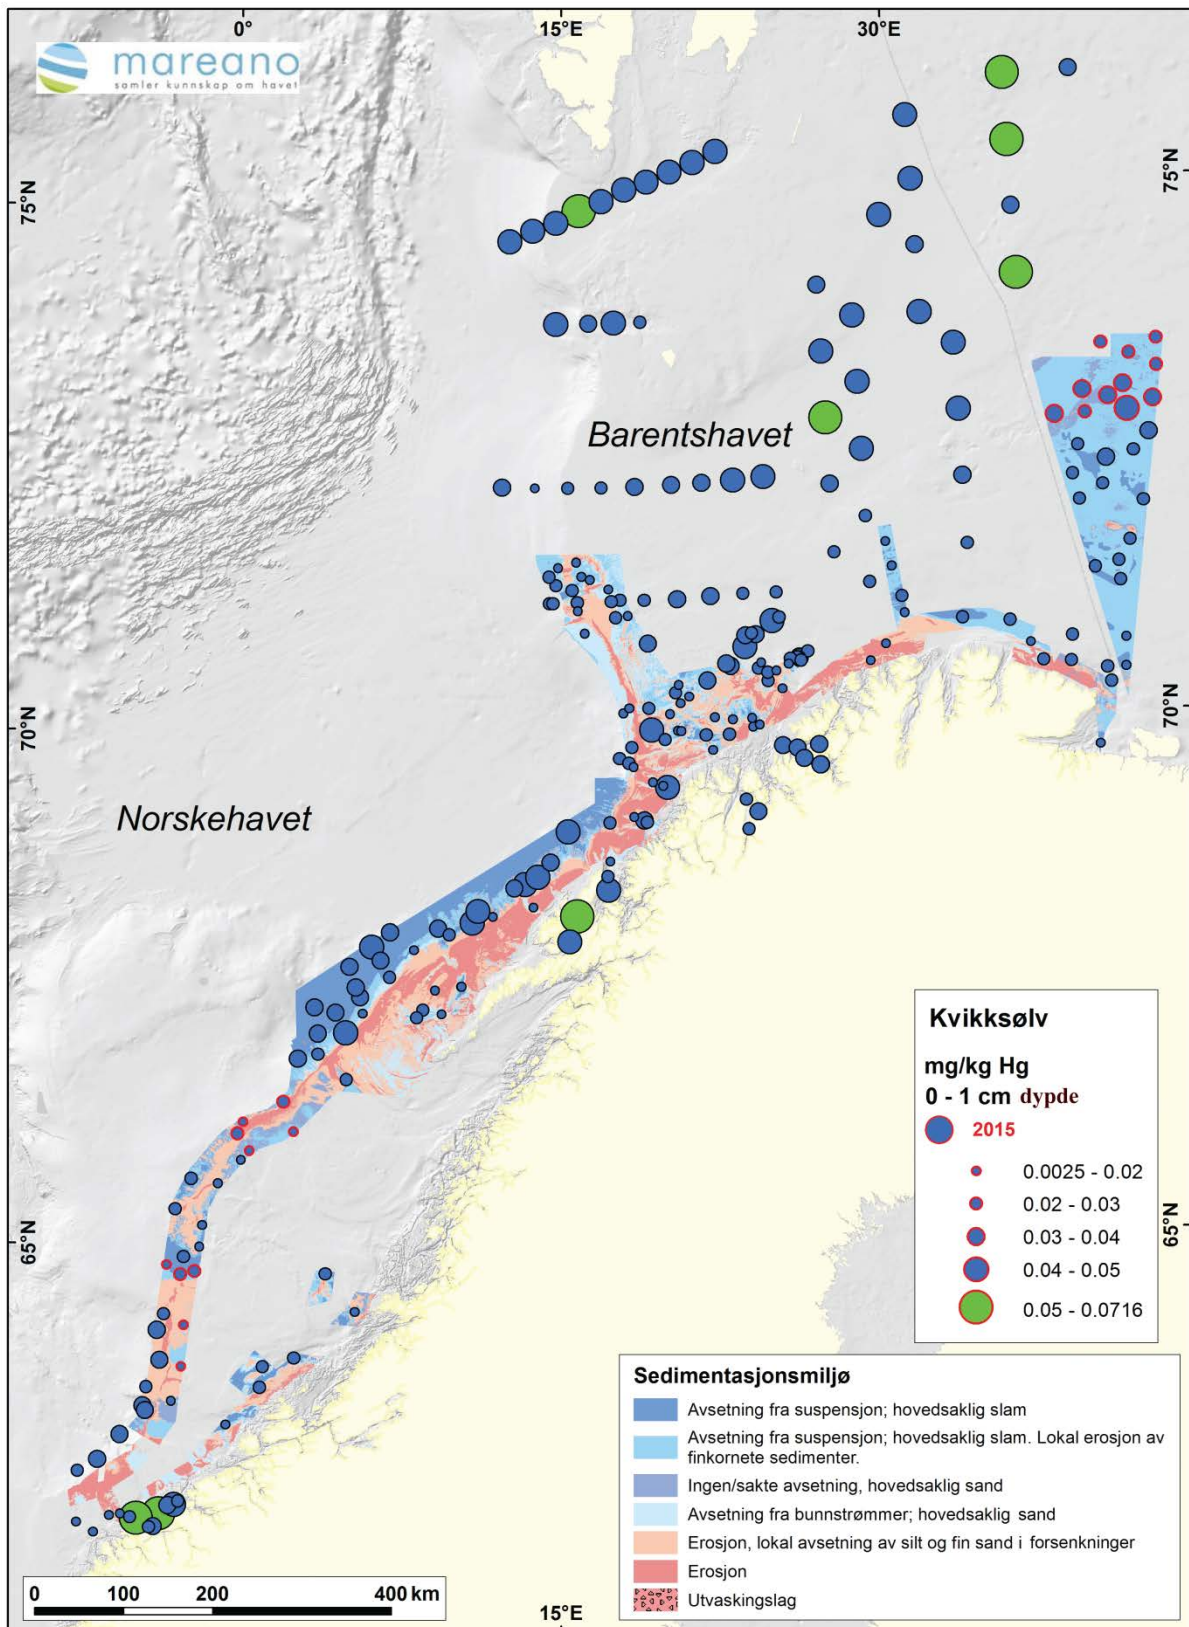 0°
15°E
30°E
mareano
samler kunnskap om havet
75°N
75°N
Barentshavet
70°N
70°N
Norskehavet
Kvikksølv
mg/kg Hg
0 - 1 cm dypde
2015
0.0025 - 0.02
0.02 - 0.03
0.03 - 0.04
0.04 - 0.05
0.05 - 0.0716
65°N
65°N
Sedimentasjonsmiljø
Avsetning fra suspensjon; hovedsaklig slam
Avsetning fra suspensjon; hovedsaklig slam. Lokal erosjon av
finkornete sedimenter.
Ingen/sakte avsetning, hovedsaklig sand
Avsetning fra bunnstrømmer; hovedsaklig sand
Erosjon, lokal avsetning av silt og fin sand i forsenkninger
Erosjon
Utvaskingslag
0 100 200 400 km
15°E